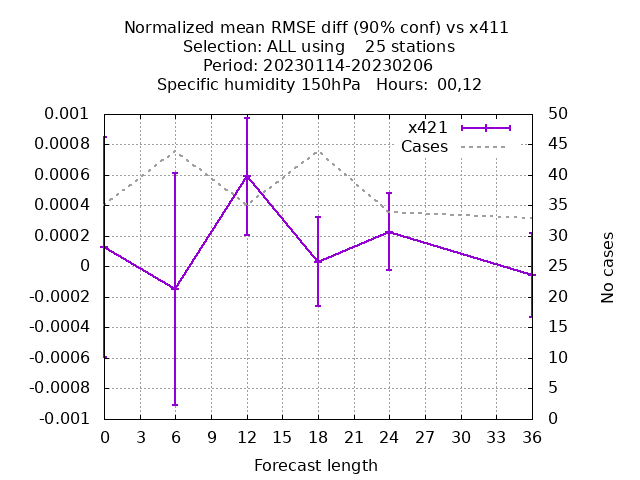 Normalized mean RMSE diff (90% conf) vs x411
Selection: ALL using    25 stations
Period: 20230114-20230206
Specific humidity 150hPa   Hours: 00,12
0.001 50
0.0008 x421 45
Cases
0.0006 40
0.0004 35
0.0002 30
0 25
-0.0002 20
-0.0004 15
-0.0006 10
-0.0008 5
-0.001 0
No cases
0 3 6 9 12 15 18 21 24 27 30 33 36
Forecast length